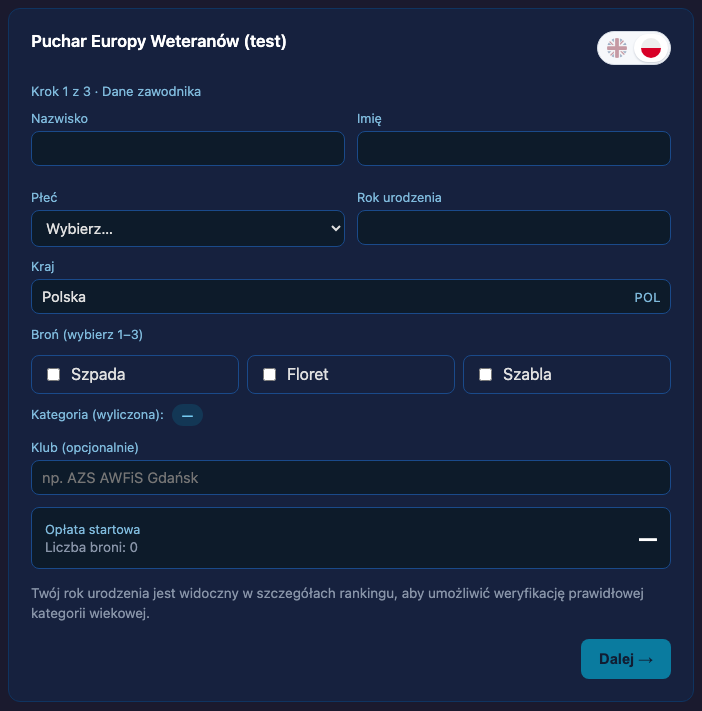 Puchar Europy Weteranów (test)
Krok 1 z 3 · Dane zawodnika
Nazwisko
Imię
Płeć
Rok urodzenia
Wybierz...
Kraj
Polska
POL
Broń (wybierz 1–3)
Szpada
Floret
Szabla
Kategoria (wyliczona): —
Klub (opcjonalnie)
np. AZS AWFiS Gdańsk
Opłata startowa
Liczba broni: 0
—
Twój rok urodzenia jest widoczny w szczegółach rankingu, aby umożliwić weryfikację prawidłowej
kategorii wiekowej.
Dalej →